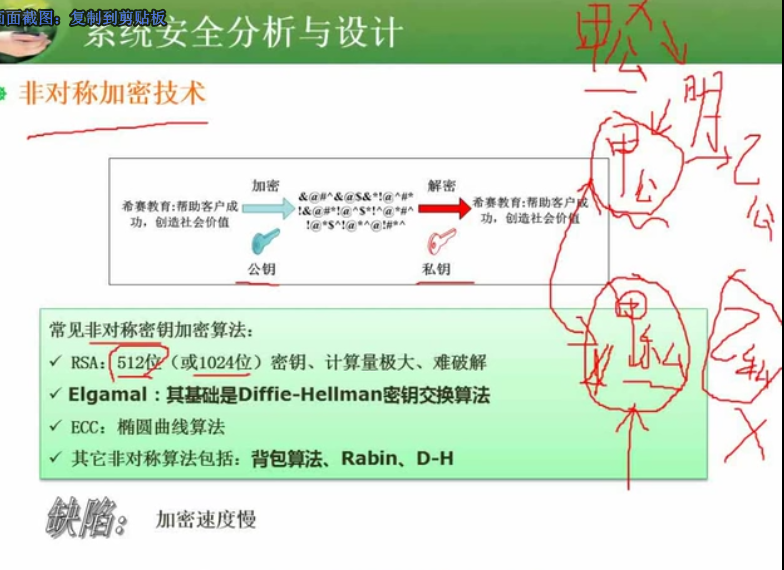 页面截图：复制到剪贴板
系统安全分析与设计
非对称加密技术
希赛教育:帮助客户成
功，创造社会价值
加密
公钥
&@#^&@$&*!@^#*
!&@#*!@^$*!^@*#^
!@*$^!@*^@!#*^
解密
私钥
希赛教育:帮助客户成
功，创造社会价值
常见非对称密钥加密算法：
✓ RSA：512位（或1024位）密钥、计算量极大、难破解
✓ Elgamal：其基础是Diffie-Hellman密钥交换算法
✓ ECC：椭圆曲线算法
✓ 其它非对称算法包括：背包算法、Rabin、D-H
缺陷：
加密速度慢
甲公
明
甲公
乙公
甲私
乙私